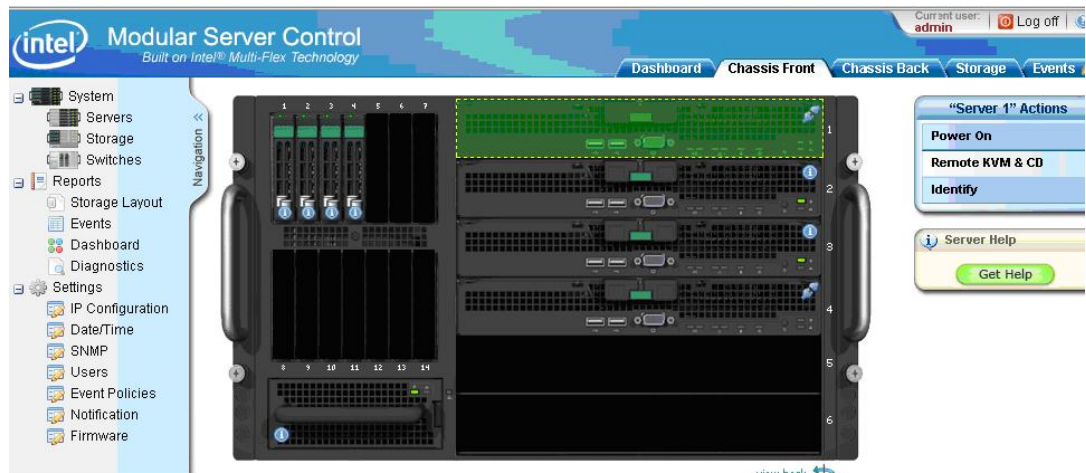 Current user:
admin
Log off
intel
Modular Server Control
Built on Intel® Multi-Flex Technology
Dashboard
Chassis Front
Chassis Back
Storage
Events
System
Servers
Storage
Switches
Reports
Storage Layout
Events
Dashboard
Diagnostics
Settings
IP Configuration
Date/Time
SNMP
Users
Event Policies
Notification
Firmware
Navigation
1 2 3 4 5 6 7
8 9 10 11 12 13 14
1
2
3
4
5
6
"Server 1" Actions
Power On
Remote KVM & CD
Identify
Server Help
Get Help
view back